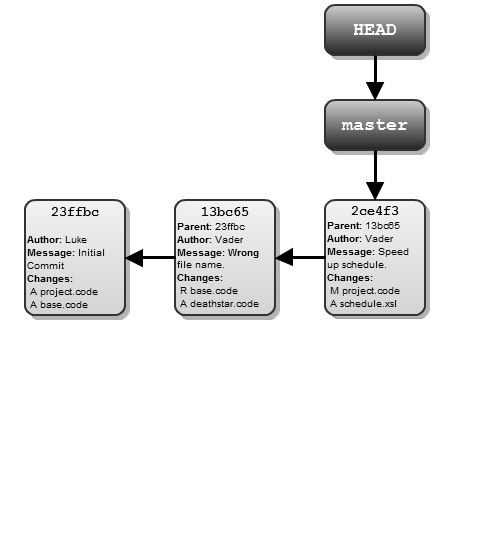 HEAD
master
23ffbc
Author: Luke
Message: Initial
Commit
Changes:
A project.code
A base.code
13bc65
Parent: 23ffbc
Author: Vader
Message: Wrong
file name.
Changes:
R base.code
A deathstar.code
2ce4f3
Parent: 13bc65
Author: Vader
Message: Speed
up schedule.
Changes:
M project.code
A schedule.xsl